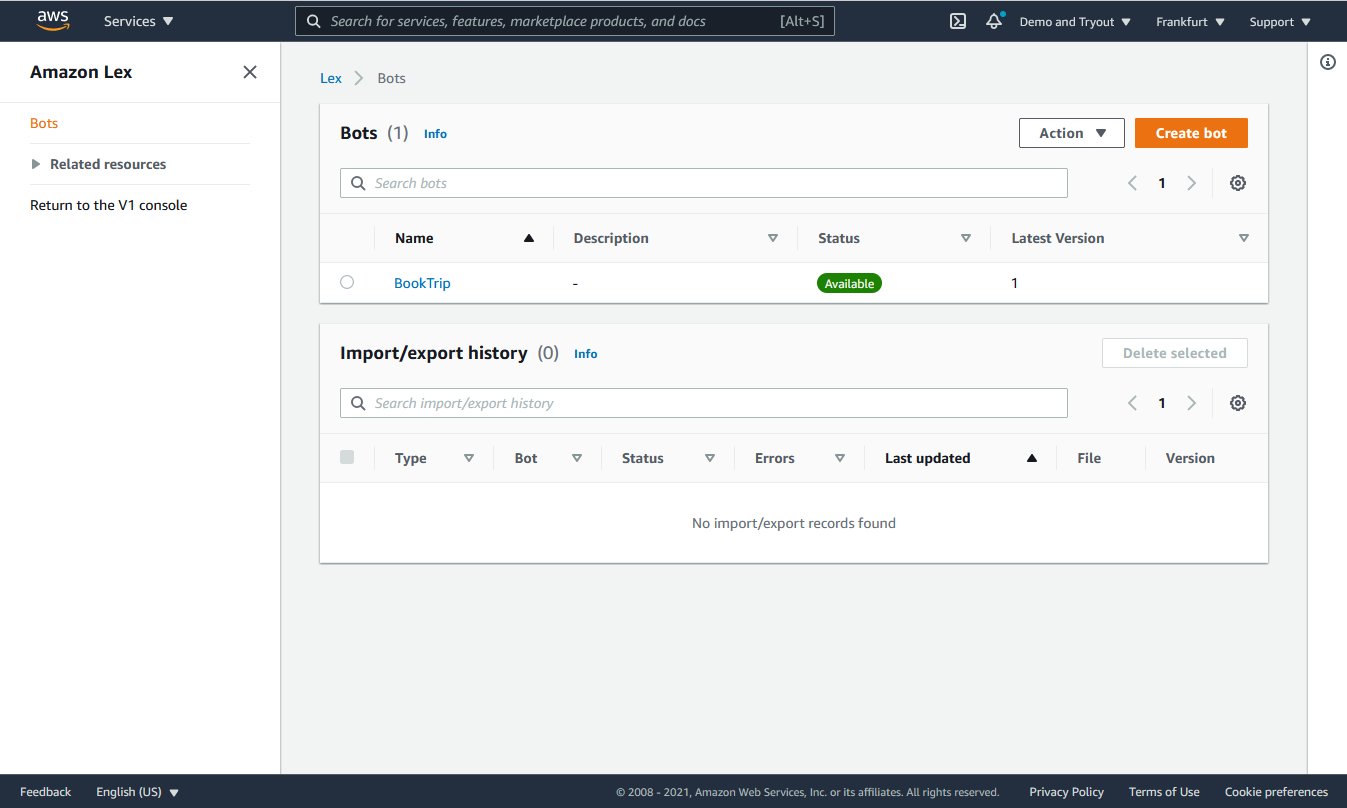 aws Services Search for services, features, marketplace products, and docs [Alt+S] Demo and Tryout Frankfurt Support
Amazon Lex
Bots
Related resources
Return to the V1 console
Lex Bots
Bots (1) Info Action Create bot
Search bots 1
Name Description Status Latest Version
BookTrip - Available 1
Import/export history (0) Info Delete selected
Search import/export history 1
Type Bot Status Errors Last updated File Version
No import/export records found
Feedback English (US) © 2008 - 2021, Amazon Web Services, Inc. or its affiliates. All rights reserved. Privacy Policy Terms of Use Cookie preferences